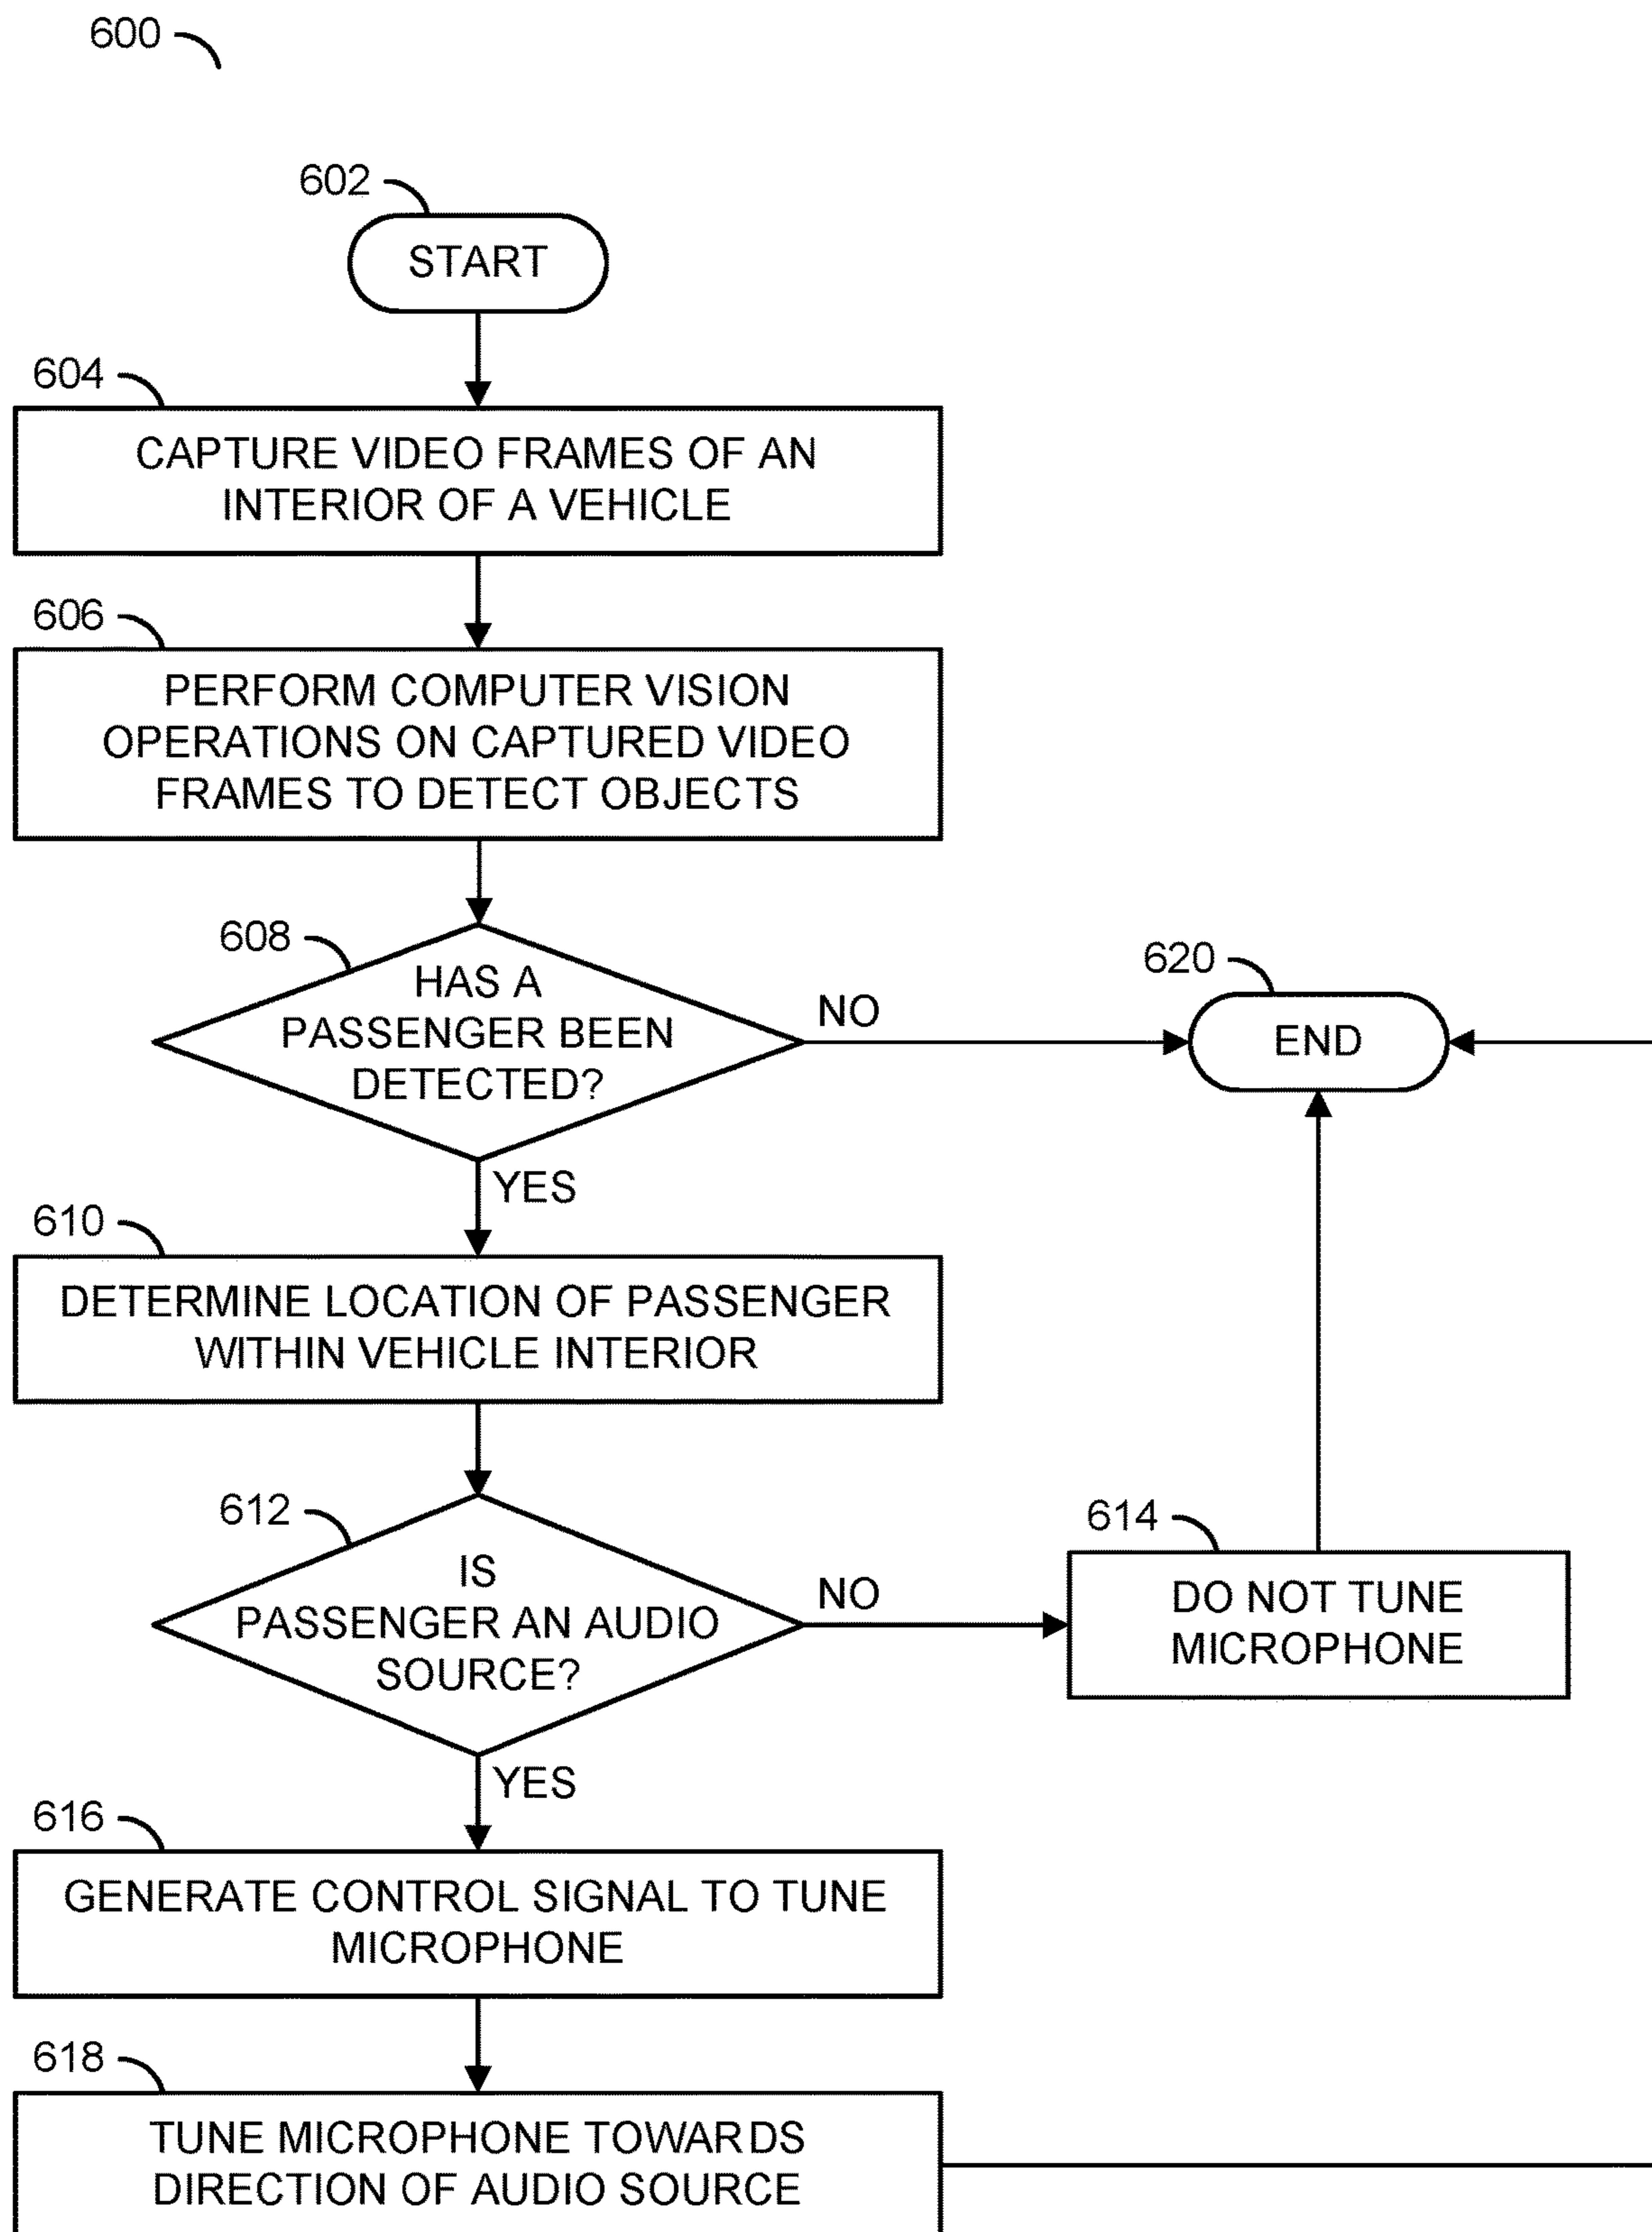 600
602
START
604
CAPTURE VIDEO FRAMES OF AN
INTERIOR OF A VEHICLE
606
PERFORM COMPUTER VISION
OPERATIONS ON CAPTURED VIDEO
FRAMES TO DETECT OBJECTS
608
HAS A
PASSENGER BEEN
DETECTED?
NO
620
END
YES
610
DETERMINE LOCATION OF PASSENGER
WITHIN VEHICLE INTERIOR
612
IS
PASSENGER AN AUDIO
SOURCE?
NO
614
DO NOT TUNE
MICROPHONE
YES
616
GENERATE CONTROL SIGNAL TO TUNE
MICROPHONE
618
TUNE MICROPHONE TOWARDS
DIRECTION OF AUDIO SOURCE